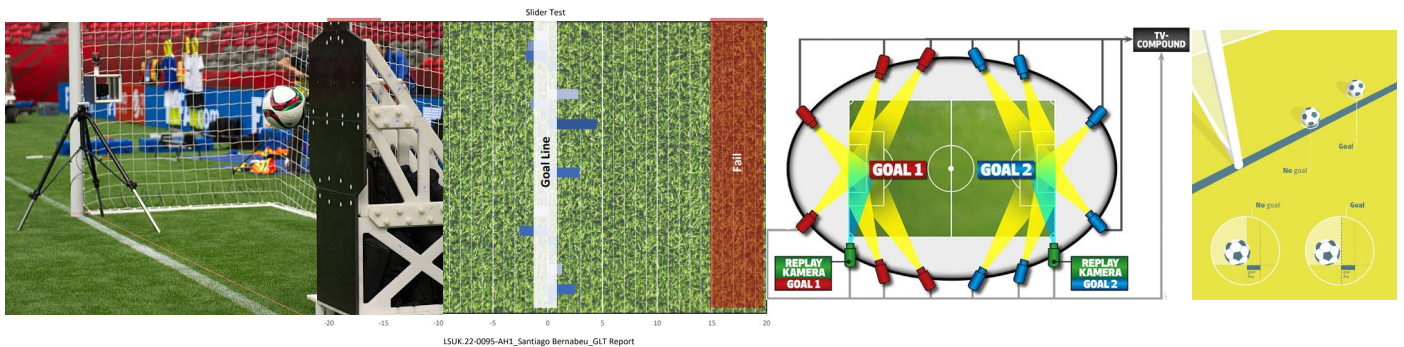 Slider Test
Goal Line
Fail
-20
-15
-10
-5
0
5
10
15
20
LSUK.22-0095-AH1_Santiago Bernabeu_GLT Report
TV-
COMPOUND
GOAL 1
GOAL 2
REPLAY
KAMERA
GOAL 1
REPLAY
KAMERA
GOAL 2
Goal
No goal
No goal
Goal